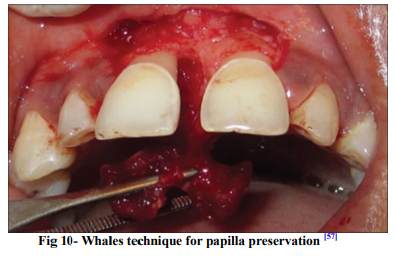 Fig 10- Whales technique for papilla preservation [57]